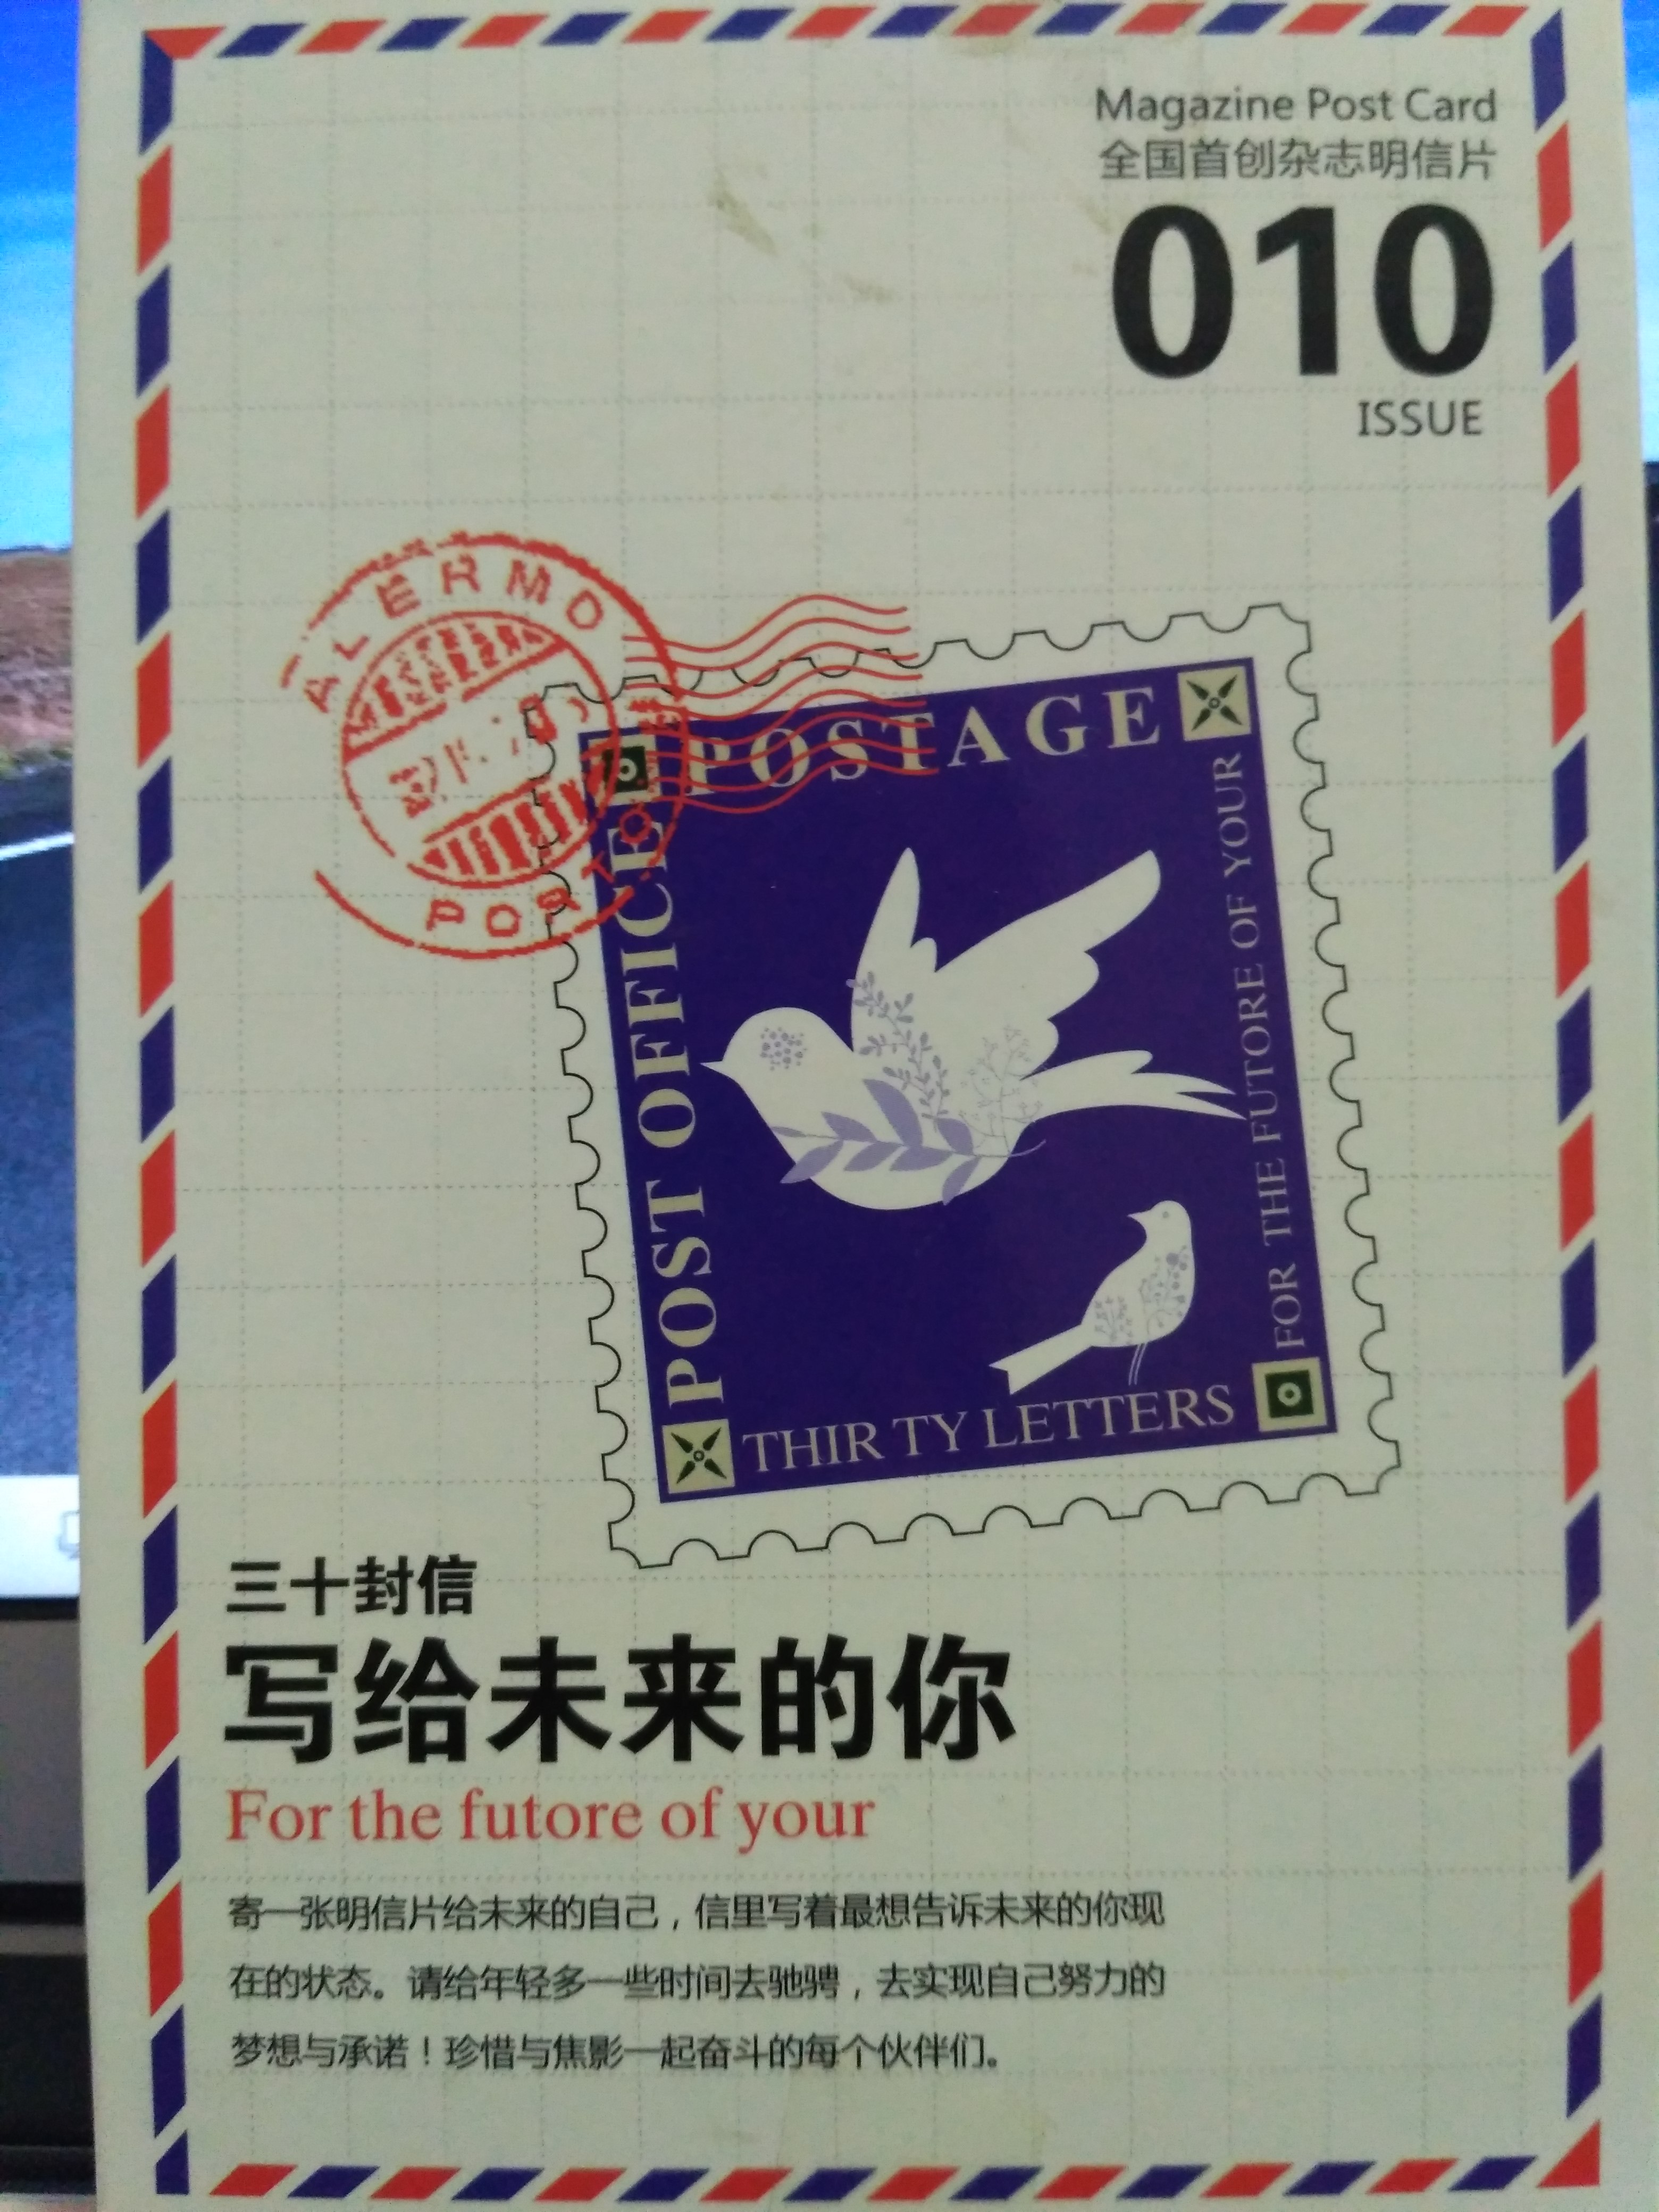 Magazine Post Card
全国首创杂志明信片
010
ISSUE
ALERMO
PORTO
POSTAGE
POST OFFICE
FOR THE FUTORE OF YOUR
THIRTY LETTERS
三十封信
写给未来的你
For the futore of your
寄一张明信片给未来的自己，信里写着最想告诉未来的你现
在的状态。请给年轻多一些时间去驰骋，去实现自己努力的
梦想与承诺！珍惜与焦影一起奋斗的每个伙伴们。